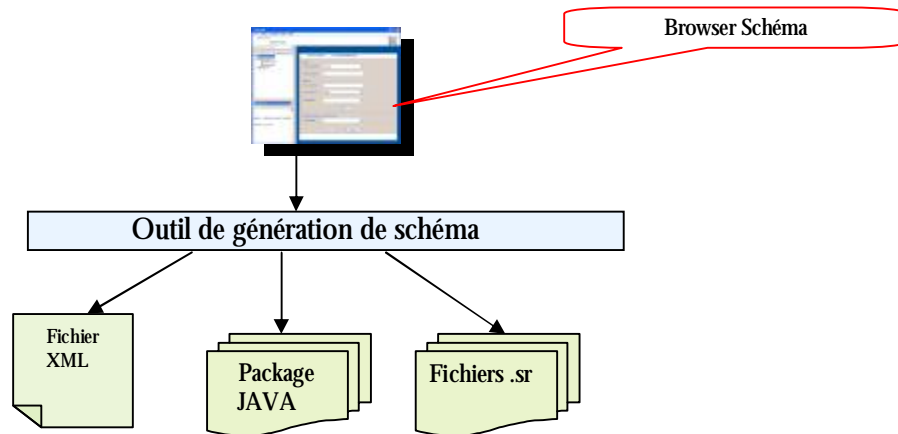 Browser Schéma
Outil de génération de schéma
Fichier
XML
Package
JAVA
Fichiers .sr